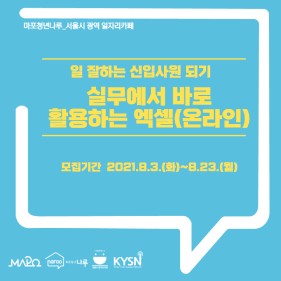 마포청년나루_서울시 광역 일자리카페
일 잘하는 신입사원 되기
실무에서 바로
활용하는 엑셀(온라인)
모집기간 2021.8.3.(화)~8.23.(월)
MAPO 나루 KYSN